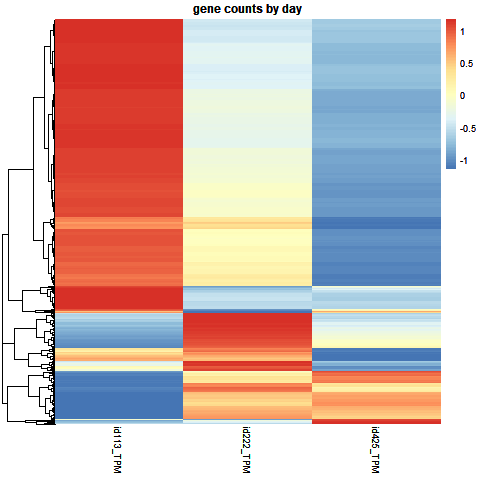 gene counts by day
1
0.5
0
-0.5
-1
id113_TPM
id222_TPM
id425_TPM